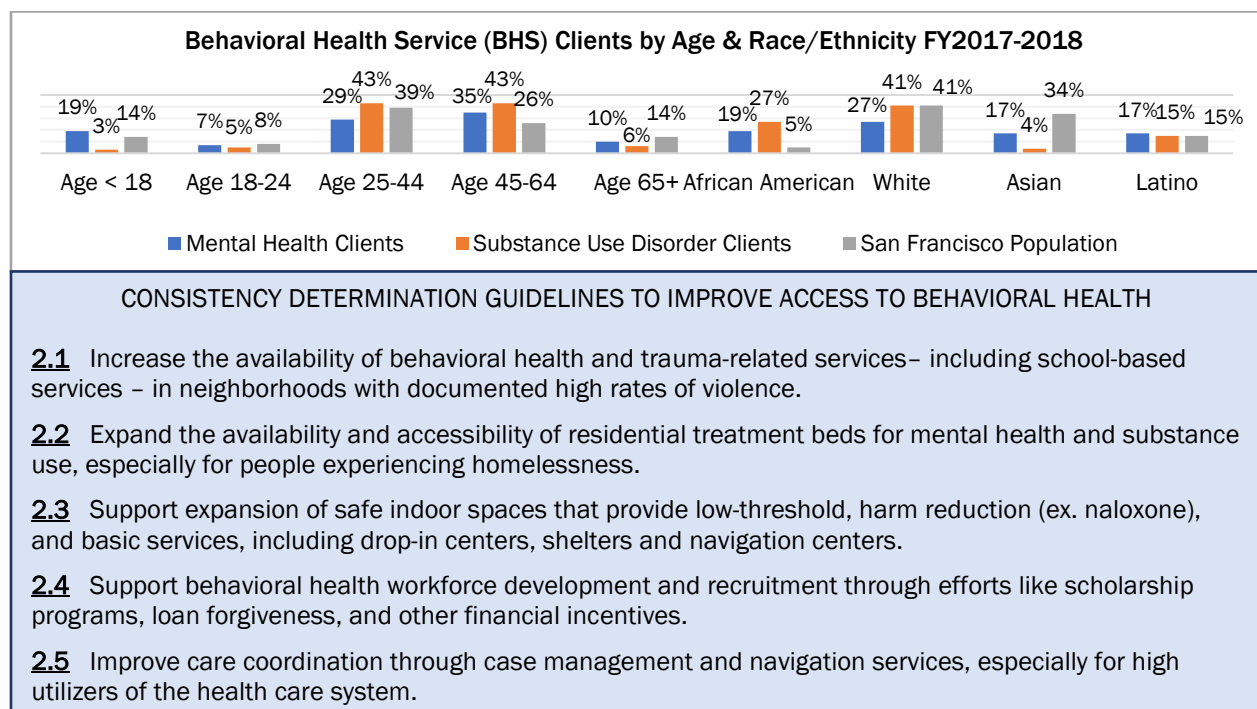 Behavioral Health Service (BHS) Clients by Age & Race/Ethnicity FY2017-2018
19% 3% 14% 7% 5% 8% 29% 43% 39% 35% 43% 26% 10% 6% 14% 19% 27% 5% 27% 41% 41% 17% 4% 34% 17% 15% 15%
Age < 18 Age 18-24 Age 25-44 Age 45-64 Age 65+ African American White Asian Latino
Mental Health Clients Substance Use Disorder Clients San Francisco Population
CONSISTENCY DETERMINATION GUIDELINES TO IMPROVE ACCESS TO BEHAVIORAL HEALTH
2.1 Increase the availability of behavioral health and trauma-related services– including school-based
services – in neighborhoods with documented high rates of violence.
2.2 Expand the availability and accessibility of residential treatment beds for mental health and substance
use, especially for people experiencing homelessness.
2.3 Support expansion of safe indoor spaces that provide low-threshold, harm reduction (ex. naloxone),
and basic services, including drop-in centers, shelters and navigation centers.
2.4 Support behavioral health workforce development and recruitment through efforts like scholarship
programs, loan forgiveness, and other financial incentives.
2.5 Improve care coordination through case management and navigation services, especially for high
utilizers of the health care system.